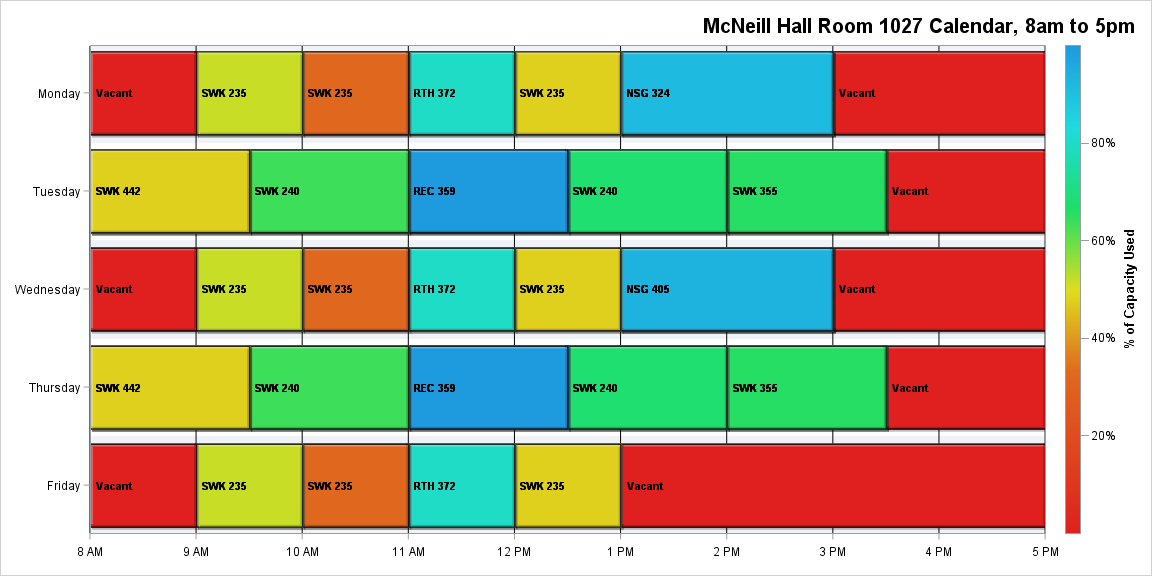 McNeill Hall Room 1027 Calendar, 8am to 5pm
Monday
Vacant
SWK 235
SWK 235
RTH 372
SWK 235
NSG 324
Vacant
Tuesday
SWK 442
SWK 240
REC 359
SWK 240
SWK 355
Vacant
Wednesday
Vacant
SWK 235
SWK 235
RTH 372
SWK 235
NSG 405
Vacant
Thursday
SWK 442
SWK 240
REC 359
SWK 240
SWK 355
Vacant
Friday
Vacant
SWK 235
SWK 235
RTH 372
SWK 235
Vacant
8 AM
9 AM
10 AM
11 AM
12 PM
1 PM
2 PM
3 PM
4 PM
5 PM
80%
60%
40%
20%
% of Capacity Used